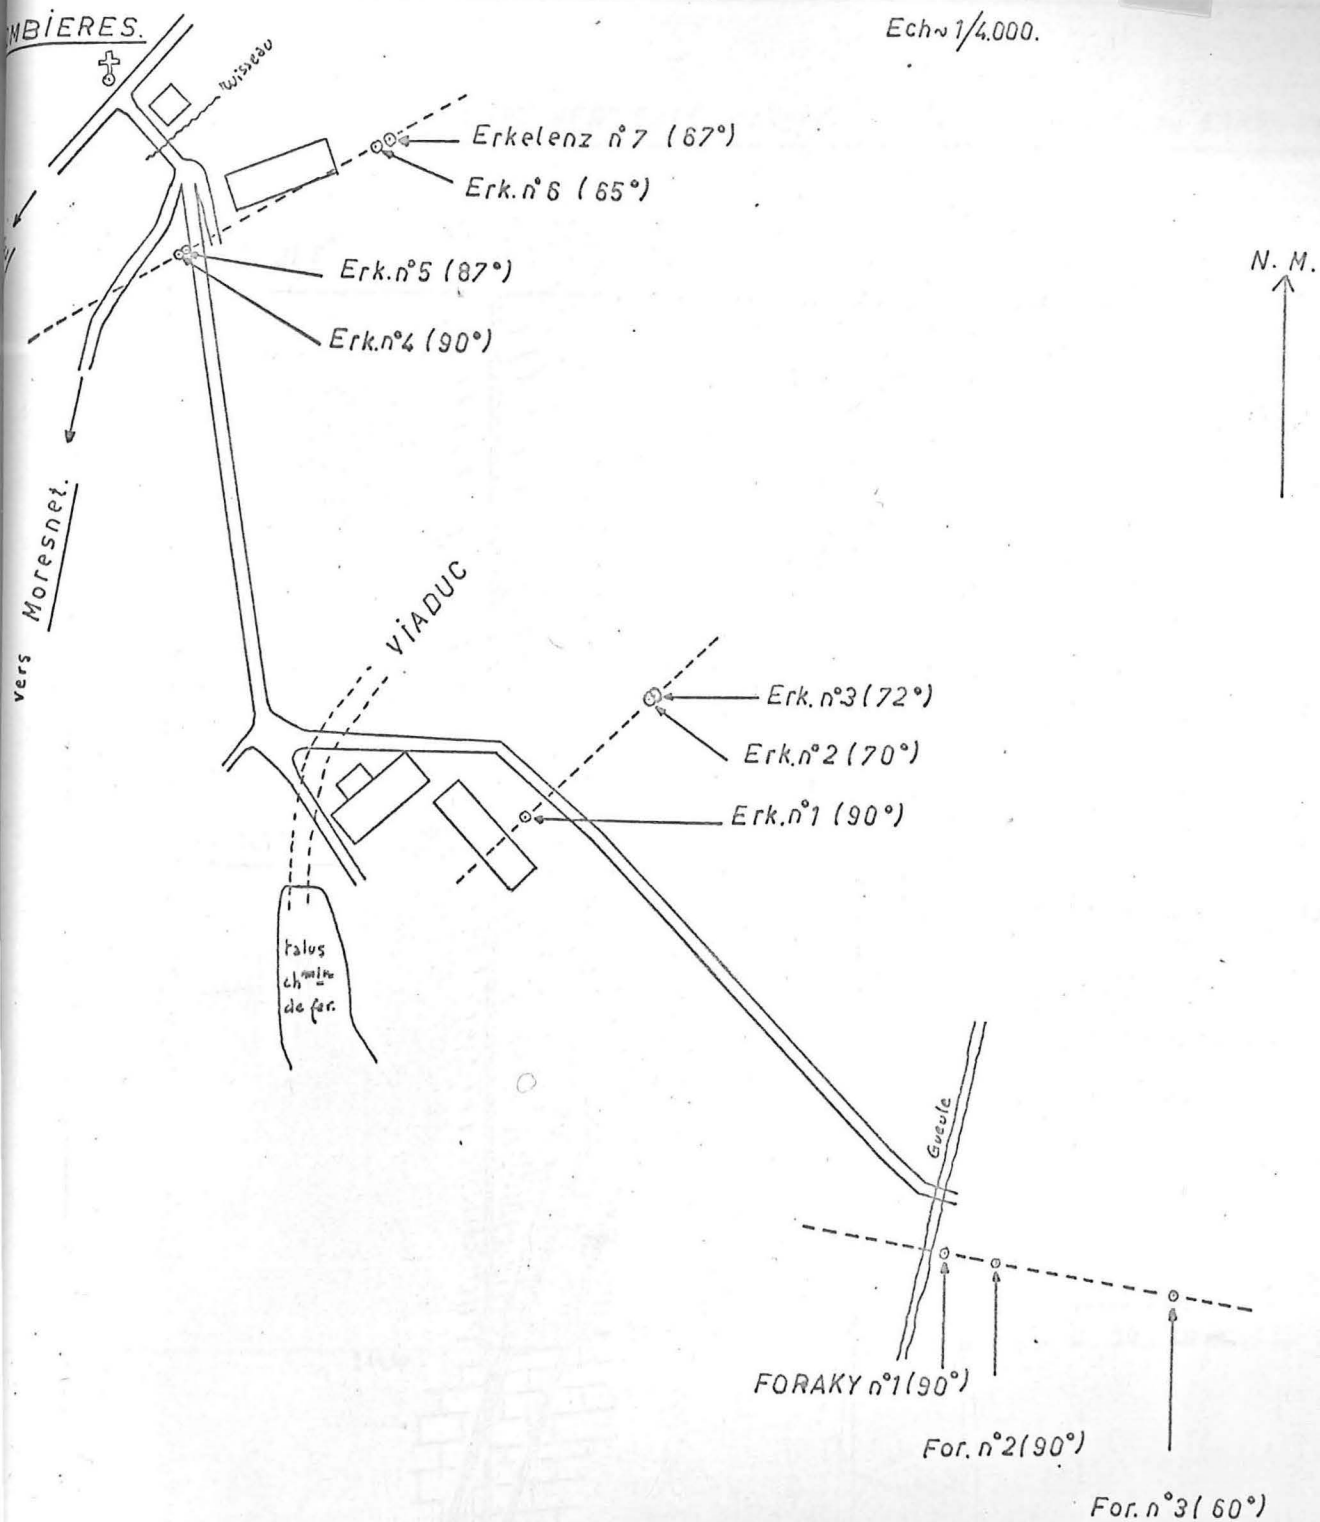 MBIERES.
Ech~ 1/4.000.
ruisseau
Erkelenz n°7 (67°)
Erk. n°6 (65°)
N. M.
Erk. n°5 (87°)
Erk. n°4 (90°)
vers Moresnet.
VIADUC
Erk. n°3 (72°)
Erk. n°2 (70°)
Erk. n°1 (90°)
talus
de fer.
Gueule
FORAKY n°1 (90°)
For. n°2 (90°)
For. n°3 (60°)